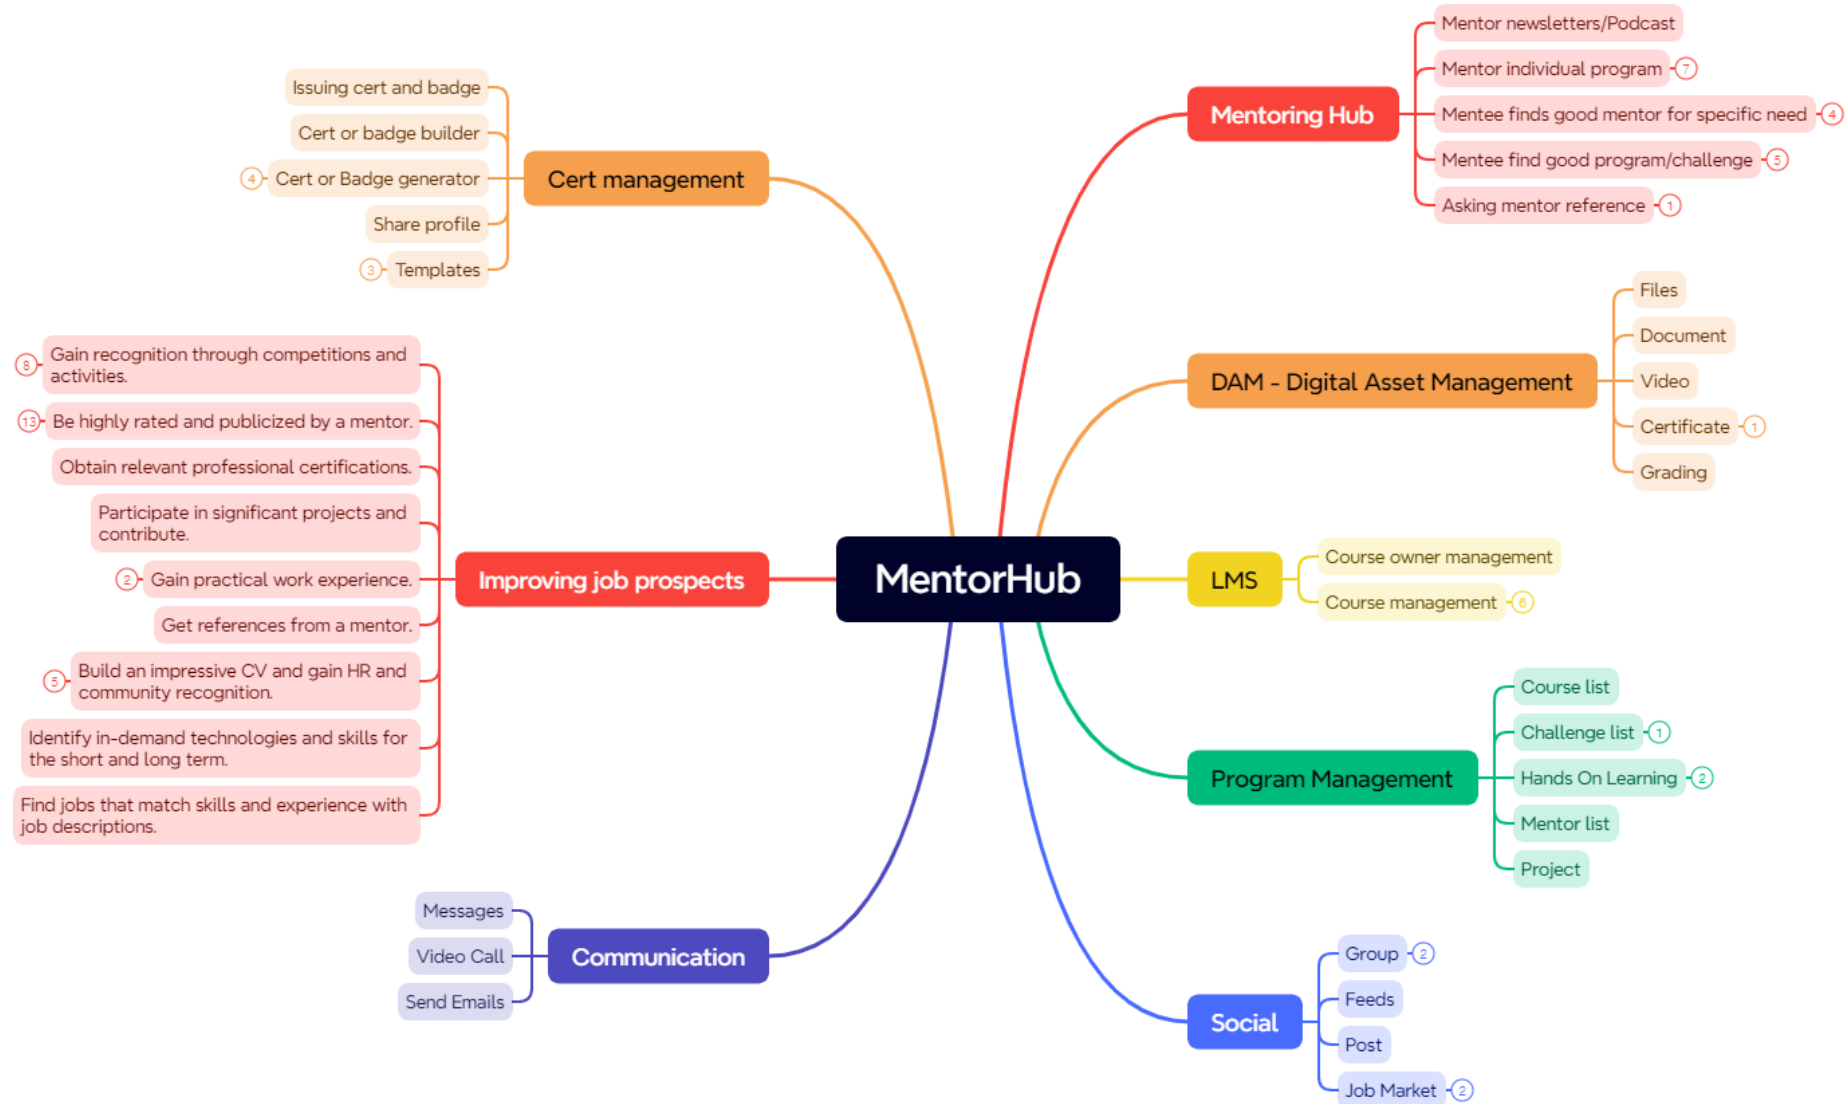 MentorHub
Mentoring Hub
Mentor newsletters/Podcast
Mentor individual program
7
Mentee finds good mentor for specific need
4
Mentee find good program/challenge
5
Asking mentor reference
1
DAM - Digital Asset Management
Files
Document
Video
Certificate
1
Grading
LMS
Course owner management
Course management
6
Program Management
Course list
Challenge list
1
Hands On Learning
2
Mentor list
Project
Social
Group
2
Feeds
Post
Job Market
2
Cert management
Issuing cert and badge
Cert or badge builder
4
Cert or Badge generator
Share profile
3
Templates
Improving job prospects
8
Gain recognition through competitions and
activities.
13
Be highly rated and publicized by a mentor.
Obtain relevant professional certifications.
Participate in significant projects and
contribute.
2
Gain practical work experience.
Get references from a mentor.
5
Build an impressive CV and gain HR and
community recognition.
Identify in-demand technologies and skills for
the short and long term.
Find jobs that match skills and experience with
job descriptions.
Communication
Messages
Video Call
Send Emails